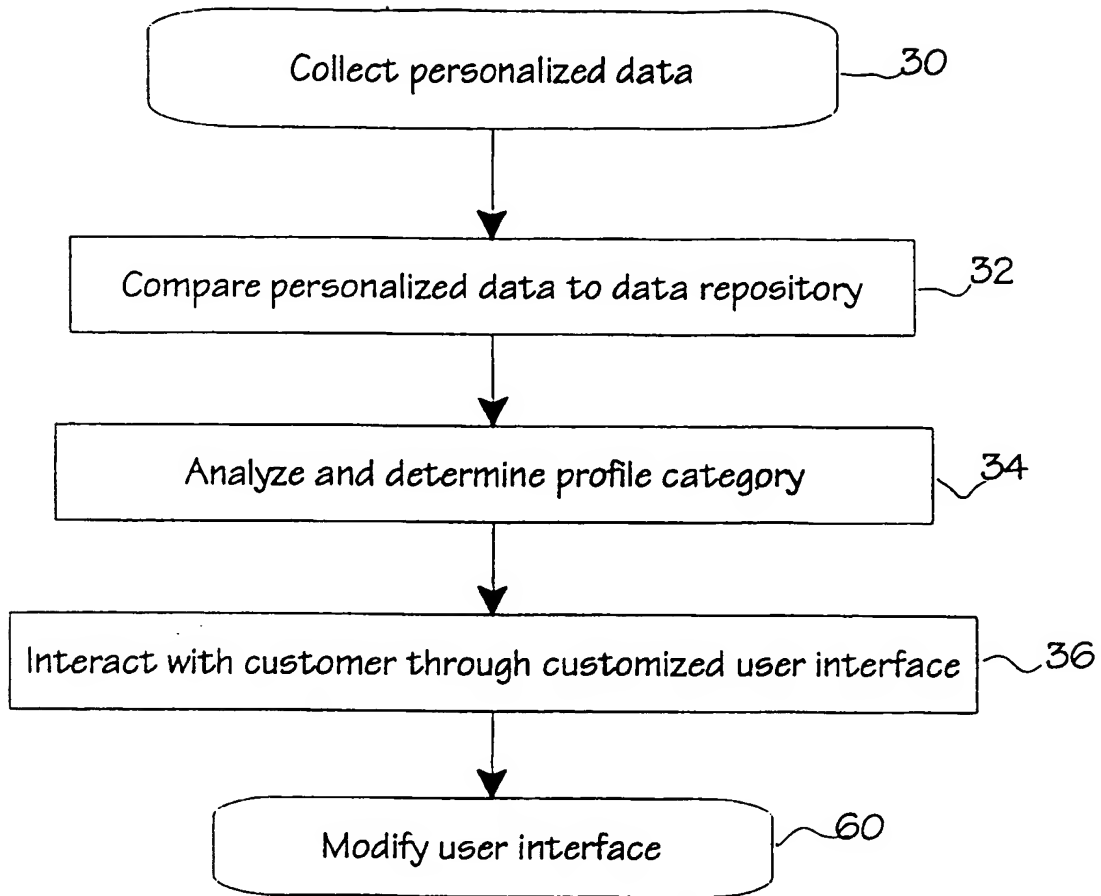 Collect personalized data
30
Compare personalized data to data repository
32
Analyze and determine profile category
34
Interact with customer through customized user interface
36
Modify user interface
60